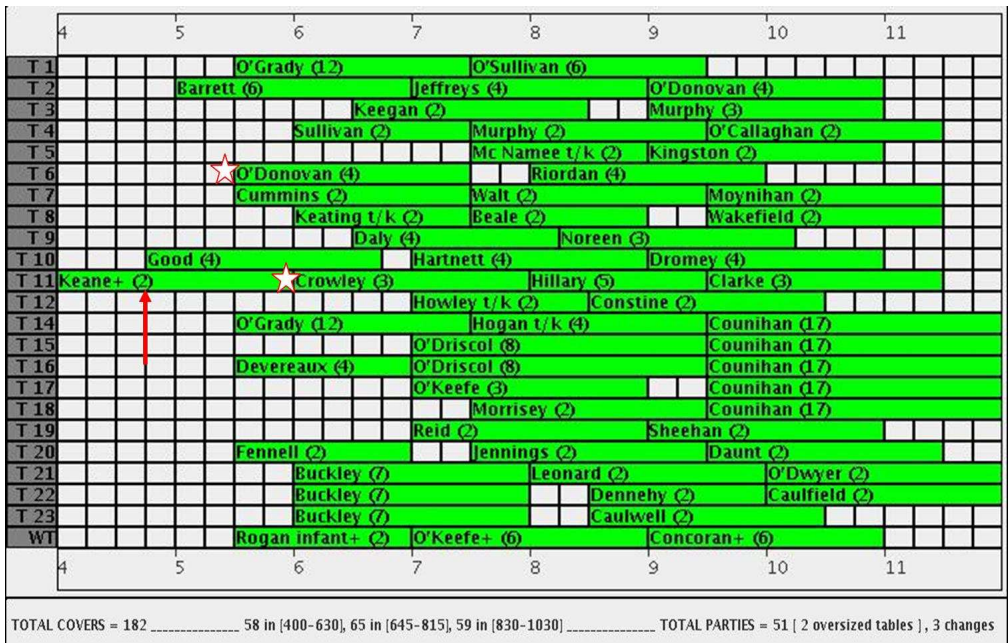 4 5 6 7 8 9 10 11
T 1 O'Grady (12) O'Sullivan (6)
T 2 Barrett (6) Jeffreys (4) O'Donovan (4)
T 3 Keegan (2) Murphy (3)
T 4 Sullivan (2) Murphy (2) O'Callaghan (2)
T 5 Mc Namee t/k (2) Kingston (2)
T 6 O'Donovan (4) Riordan (4)
T 7 Cummins (2) Walt (2) Moynihan (2)
T 8 Keating t/k (2) Beale (2) Wakefield (2)
T 9 Daly (4) Noreen (3)
T 10 Good (4) Hartnett (4) Dromey (4)
T 11 Keane+ (2) Crowley (3) Hillary (5) Clarke (3)
T 12 Howley t/k (2) Constine (2)
T 14 O'Grady (12) Hogan t/k (4) Counihan (17)
T 15 O'Driscol (8) Counihan (17)
T 16 Devereaux (4) O'Driscol (8) Counihan (17)
T 17 O'Keefe (3) Counihan (17)
T 18 Morrisey (2) Counihan (17)
T 19 Reid (2) Sheehan (2)
T 20 Fennell (2) Jennings (2) Daunt (2)
T 21 Buckley (7) Leonard (2) O'Dwyer (2)
T 22 Buckley (7) Dennehy (2) Caulfield (2)
T 23 Buckley (7) Caulwell (2)
WT Rogan infant+ (2) O'Keefe+ (6) Concoran+ (6)
4 5 6 7 8 9 10 11
TOTAL COVERS = 182 ______________ 58 in [400-630], 65 in [645-815], 59 in [830-1030] ______________ TOTAL PARTIES = 51 [ 2 oversized tables ] , 3 changes